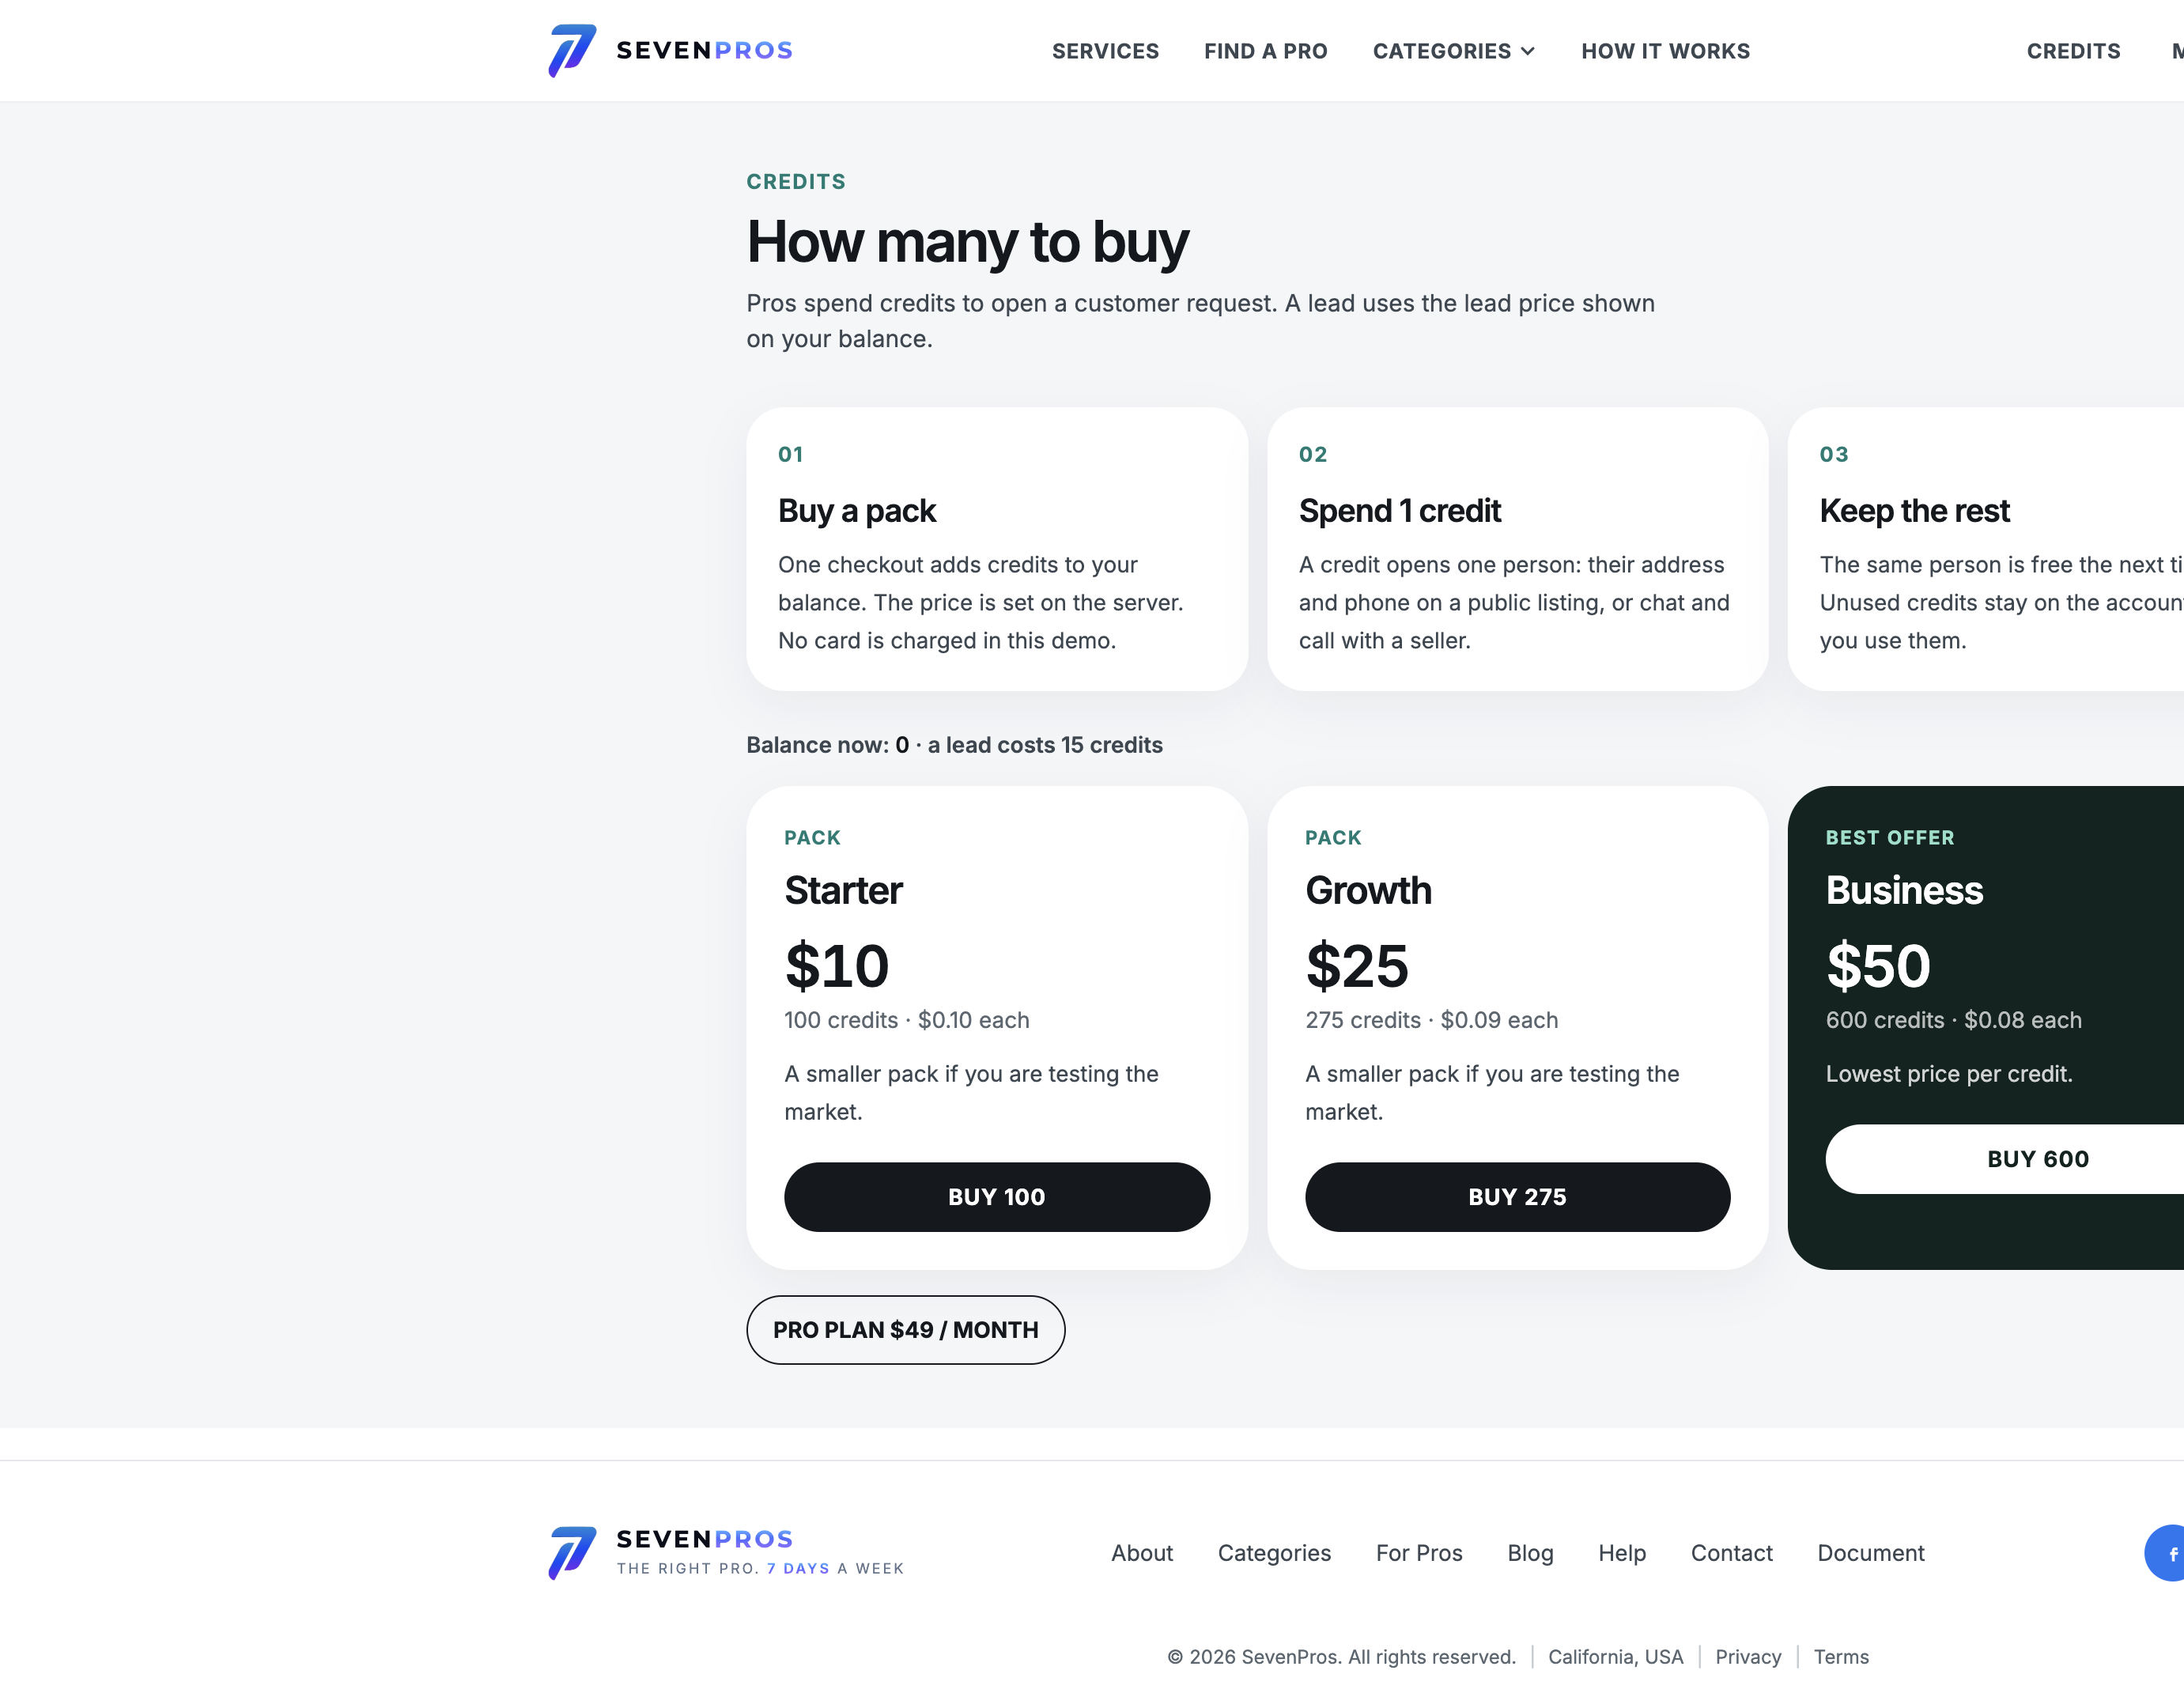 SEVENPROS
SERVICES
FIND A PRO
CATEGORIES
HOW IT WORKS
CREDITS
CREDITS
How many to buy
Pros spend credits to open a customer request. A lead uses the lead price shown
on your balance.
01
Buy a pack
One checkout adds credits to your
balance. The price is set on the server.
No card is charged in this demo.
02
Spend 1 credit
A credit opens one person: their address
and phone on a public listing, or chat and
call with a seller.
03
Keep the rest
The same person is free the next
Unused credits stay on the
you use them.
Balance now: 0 · a lead costs 15 credits
PACK
Starter
$10
100 credits · $0.10 each
A smaller pack if you are testing the
market.
BUY 100
PACK
Growth
$25
275 credits · $0.09 each
A smaller pack if you are testing the
market.
BUY 275
BEST OFFER
Business
$50
600 credits · $0.08 each
Lowest price per credit.
BUY 600
PRO PLAN $49 / MONTH
SEVENPROS
THE RIGHT PRO. 7 DAYS A WEEK
About
Categories
For Pros
Blog
Help
Contact
Document
© 2026 SevenPros. All rights reserved. | California, USA | Privacy | Terms